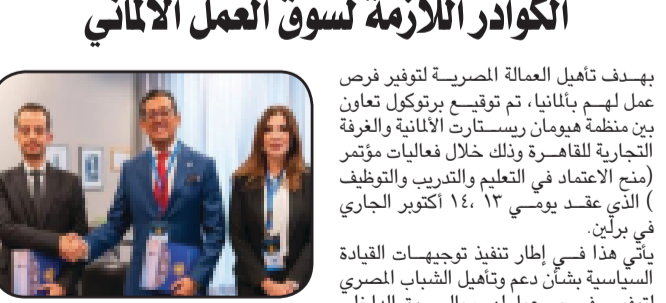 الكوادر اللازمة لسوق العمل الألماني
بهدف تأهيل العمالة المصرية لتوفير فرص
عمل لهم بألمانيا، تم توقيع برتوكول تعاون
بين منظمة هيومان ريستارت الألمانية والغرفة
التجارية للقاهرة وذلك خلال فعاليات مؤتمر
(منح الاعتماد في التعليم والتدريب والتوظيف
) الذي عقد يومي ١٣ ،١٤ أكتوبر الجاري
في برلين.
يأتي هذا في إطار تنفيذ توجيهات القيادة
السياسية بشأن دعم وتأهيل الشباب المصري